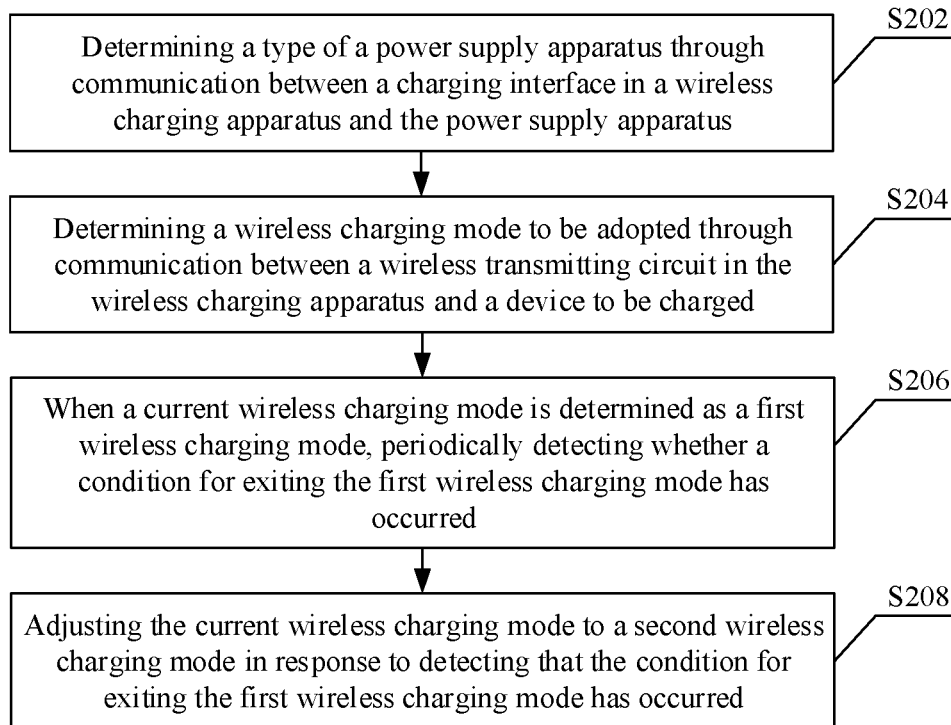 S202
Determining a type of a power supply apparatus through
communication between a charging interface in a wireless
charging apparatus and the power supply apparatus
S204
Determining a wireless charging mode to be adopted through
communication between a wireless transmitting circuit in the
wireless charging apparatus and a device to be charged
S206
When a current wireless charging mode is determined as a first
wireless charging mode, periodically detecting whether a
condition for exiting the first wireless charging mode has
occurred
S208
Adjusting the current wireless charging mode to a second wireless
charging mode in response to detecting that the condition for
exiting the first wireless charging mode has occurred